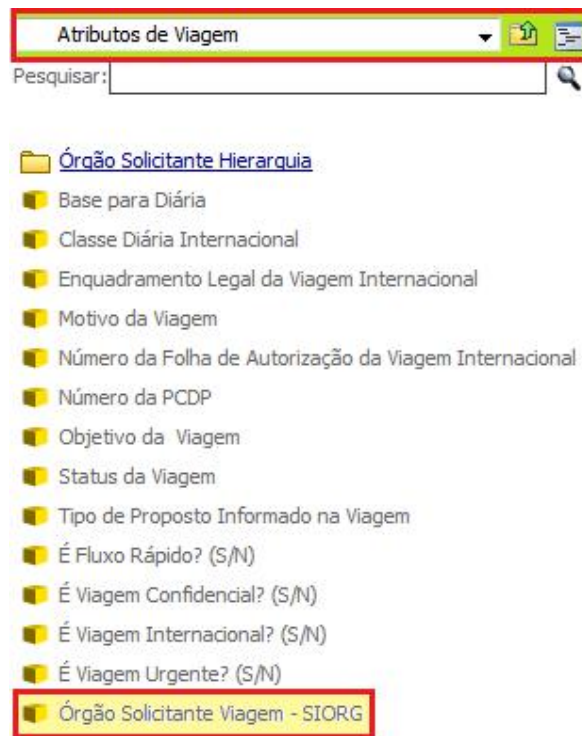 Atributos de Viagem
Pesquisar:
Órgão Solicitante Hierarquia
Base para Diária
Classe Diária Internacional
Enquadramento Legal da Viagem Internacional
Motivo da Viagem
Número da Folha de Autorização da Viagem Internacional
Número da PCDP
Objetivo da Viagem
Status da Viagem
Tipo de Proposto Informado na Viagem
É Fluxo Rápido? (S/N)
É Viagem Confidencial? (S/N)
É Viagem Internacional? (S/N)
É Viagem Urgente? (S/N)
Órgão Solicitante Viagem - SIORG